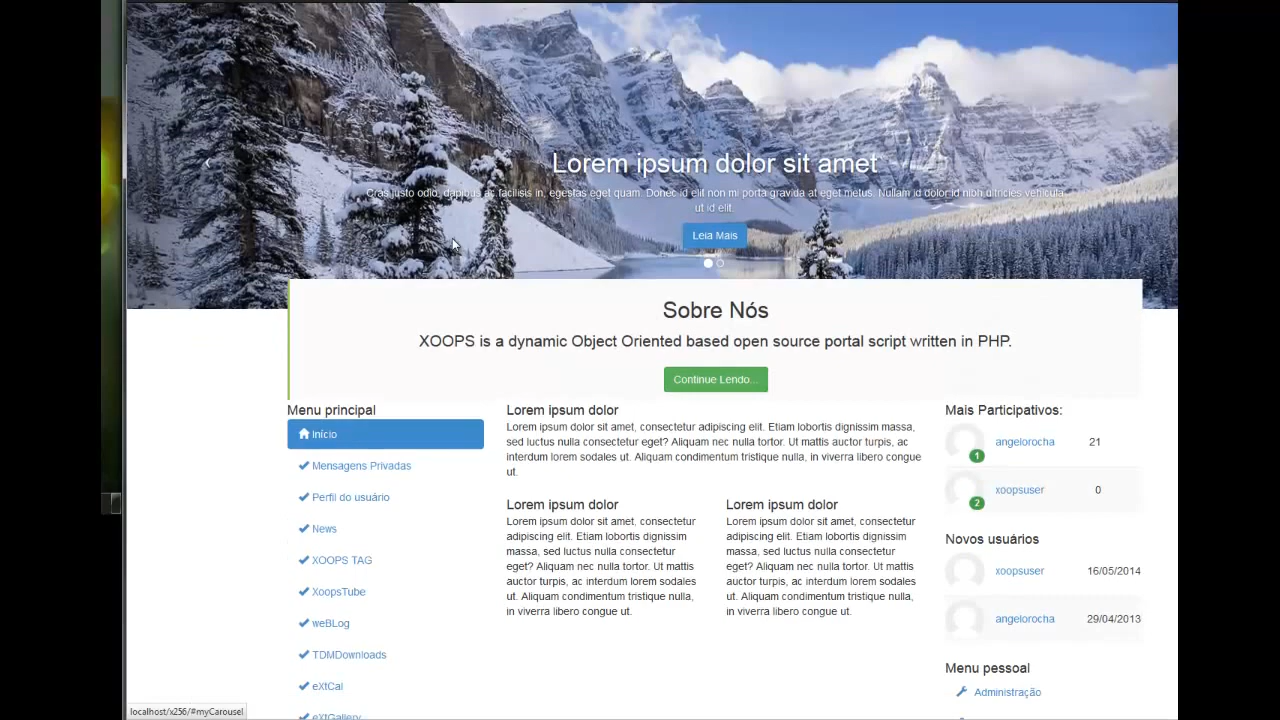 Lorem ipsum dolor sit amet
Cras justo odio, dapibus ac facilisis in, egestas eget quam. Donec id elit non mi porta gravida at eget metus. Nullam id dolor id nibh ultricies vehicula
ut id elit.
Leia Mais
Sobre Nós
XOOPS is a dynamic Object Oriented based open source portal script written in PHP.
Continue Lendo...
Menu principal
Início
Mensagens Privadas
Perfil do usuário
News
XOOPS TAG
XoopsTube
weBLog
TDMDownloads
eXtCal
eXtGallery
Lorem ipsum dolor
Lorem ipsum dolor sit amet, consectetur adipiscing elit. Etiam lobortis dignissim massa,
sed luctus nulla consectetur eget? Aliquam nec nulla tortor. Ut mattis auctor turpis, ac
interdum lorem sodales ut. Aliquam condimentum tristique nulla, in viverra libero congue
ut.
Lorem ipsum dolor
Lorem ipsum dolor sit amet, consectetur
adipiscing elit. Etiam lobortis dignissim
massa, sed luctus nulla consectetur
eget? Aliquam nec nulla tortor. Ut mattis
auctor turpis, ac interdum lorem sodales
ut. Aliquam condimentum tristique nulla,
in viverra libero congue ut.
Lorem ipsum dolor
Lorem ipsum dolor sit amet, consectetur
adipiscing elit. Etiam lobortis dignissim
massa, sed luctus nulla consectetur
eget? Aliquam nec nulla tortor. Ut mattis
auctor turpis, ac interdum lorem sodales
ut. Aliquam condimentum tristique nulla,
in viverra libero congue ut.
Mais Participativos:
1 angelorocha 21
2 xoopsuser 0
Novos usuários
xoopsuser 16/05/2014
angelorocha 29/04/2013
Menu pessoal
Administração
localhost/x256/#myCarousel